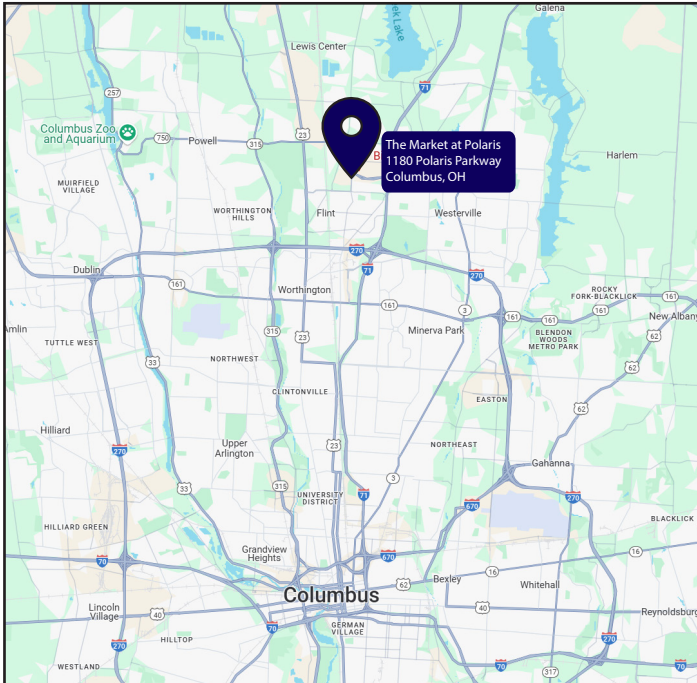 Galena
ek Lake
Lewis Center
71
257
Columbus Zoo
and Aquarium
750
Powell
315
23
B
The Market at Polaris
1180 Polaris Parkway
Columbus, OH
Harlem
MUIRFIELD
VILLAGE
WORTHINGTON
HILLS
Flint
Westerville
270
71
270
Dublin
161
Worthington
161
3
161
ROCKY
FORK-BLACKLICK
161
161
New Albany
Amlin
TUTTLE WEST
33
315
23
Minerva Park
BLENDON
WOODS
METRO PARK
62
62
NORTHWEST
CLINTONVILLE
EASTON
62
Hilliard
270
Upper
Arlington
23
NORTHEAST
Gahanna
33
315
UNIVERSITY
DISTRICT
71
3
670
270
BLACKLICK
HILLIARD GREEN
70
Grandview
Heights
670
16
16
Columbus
62
Bexley
Whitehall
Lincoln
Village
40
40
Reynoldsburg
GERMAN
VILLAGE
70
270
HILLTOP
270
WESTLAND
70
317
70